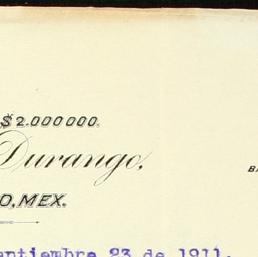 $2.000000.
Durango.
O, MEX.
eptiembre 23 de 1911.